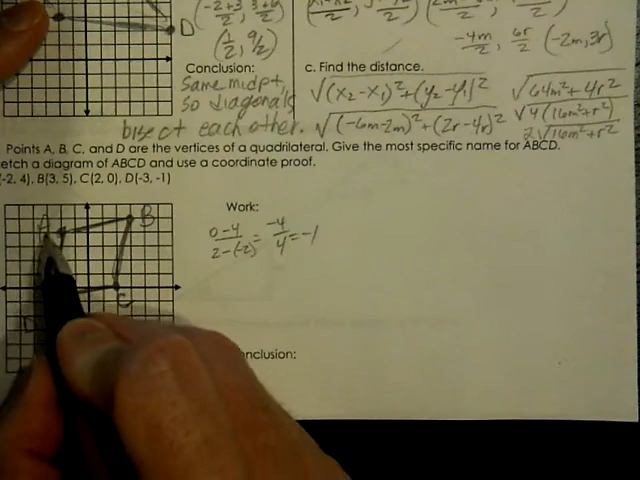 (-2+3/2, 3+6/2)
(1/2, 9/2)
-4m/2, 6r/2 (-2m, 3r)
D
Conclusion:
Same midpt,
so diagonals
bisect each other.
c. Find the distance.
√(x₂-x₁)²+(y₂-y₁)²
√(-6m-2m)²+(2r-4r)²
√64m²+4r²
√4(16m²+r²)
2√16m²+r²
Points A, B, C, and D are the vertices of a quadrilateral. Give the most specific name for ABCD.
etch a diagram of ABCD and use a coordinate proof.
(-2, 4), B(3, 5), C(2, 0), D(-3, -1)
Work:
0-4/2-(-2) = -4/4 = -1
A
B
C
D
onclusion: